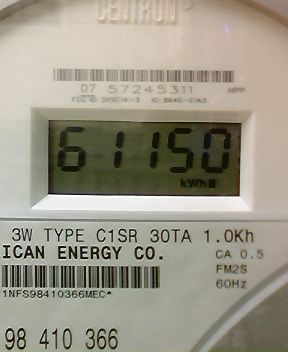 CENTRON®
07 57245311
61150
kWh
3W TYPE C1SR 30TA 1.0Kh
ICAN ENERGY CO.
CA 0.5
FM2S
60Hz
1NFS98410366MEC*
98 410 366